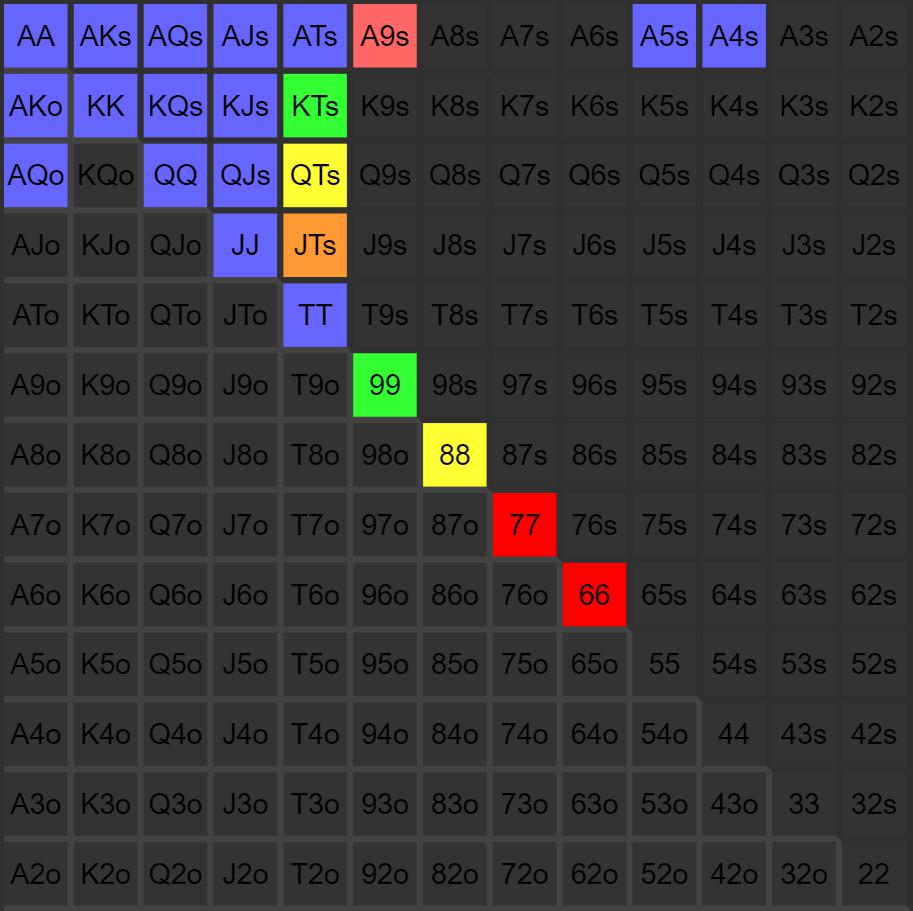 AA AKs AQs AJs ATs A9s A8s A7s A6s A5s A4s A3s A2s
AKo KK KQs KJs KTs K9s K8s K7s K6s K5s K4s K3s K2s
AQo KQo QQ QJs QTs Q9s Q8s Q7s Q6s Q5s Q4s Q3s Q2s
AJo KJo QJo JJ JTs J9s J8s J7s J6s J5s J4s J3s J2s
ATo KTo QTo JTo TT T9s T8s T7s T6s T5s T4s T3s T2s
A9o K9o Q9o J9o T9o 99 98s 97s 96s 95s 94s 93s 92s
A8o K8o Q8o J8o T8o 98o 88 87s 86s 85s 84s 83s 82s
A7o K7o Q7o J7o T7o 97o 87o 77 76s 75s 74s 73s 72s
A6o K6o Q6o J6o T6o 96o 86o 76o 66 65s 64s 63s 62s
A5o K5o Q5o J5o T5o 95o 85o 75o 65o 55 54s 53s 52s
A4o K4o Q4o J4o T4o 94o 84o 74o 64o 54o 44 43s 42s
A3o K3o Q3o J3o T3o 93o 83o 73o 63o 53o 43o 33 32s
A2o K2o Q2o J2o T2o 92o 82o 72o 62o 52o 42o 32o 22